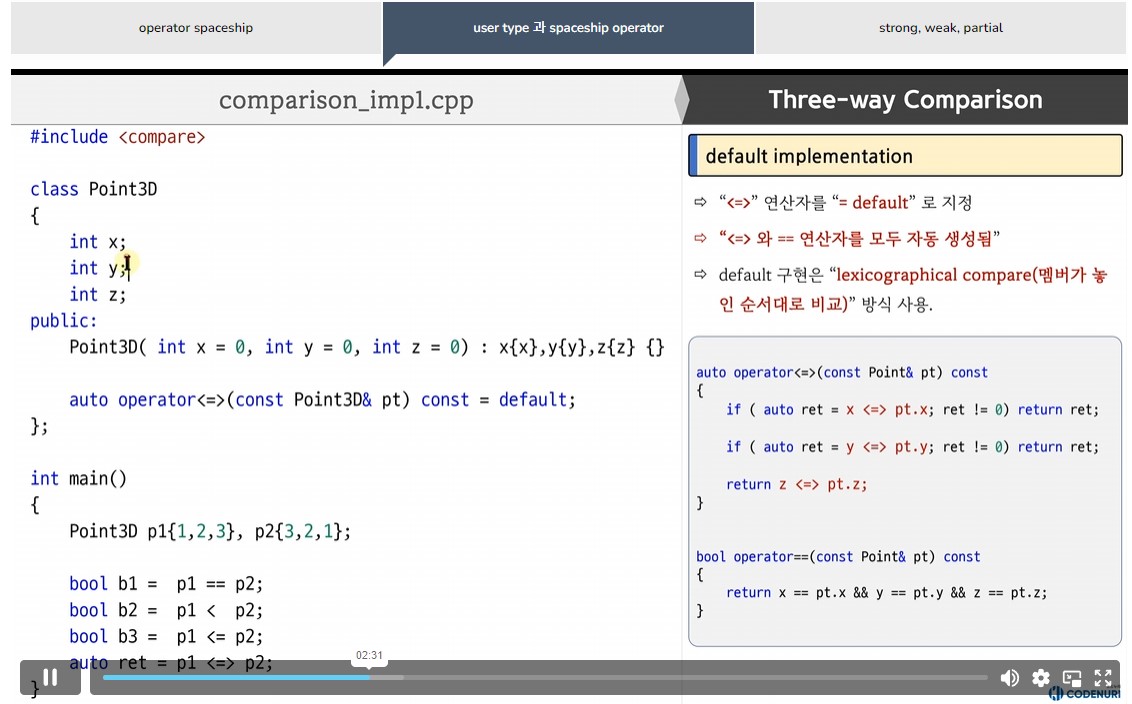 operator spaceship
user type 과 spaceship operator
strong, weak, partial
comparison_impl.cpp
Three-way Comparison
#include <compare>
class Point3D
{
int x;
int y;
int z;
public:
Point3D( int x = 0, int y = 0, int z = 0) : x{x},y{y},z{z} {}
auto operator<=>(const Point3D& pt) const = default;
};
int main()
{
Point3D p1{1,2,3}, p2{3,2,1};
bool b1 =  p1 == p2;
bool b2 =  p1 <  p2;
bool b3 =  p1 <= p2;
auto ret = p1 <=> p2;
}
default implementation
⇨ “<=>” 연산자를 “= default” 로 지정
⇨ “<=> 와 == 연산자를 모두 자동 생성됨”
⇨ default 구현은 “lexicographical compare(멤버가 놓
인 순서대로 비교)” 방식 사용.
auto operator<=>(const Point& pt) const
{
if ( auto ret = x <=> pt.x; ret != 0) return ret;
if ( auto ret = y <=> pt.y; ret != 0) return ret;
return z <=> pt.z;
}
bool operator==(const Point& pt) const
{
return x == pt.x && y == pt.y && z == pt.z;
}
02:31
CODENURI